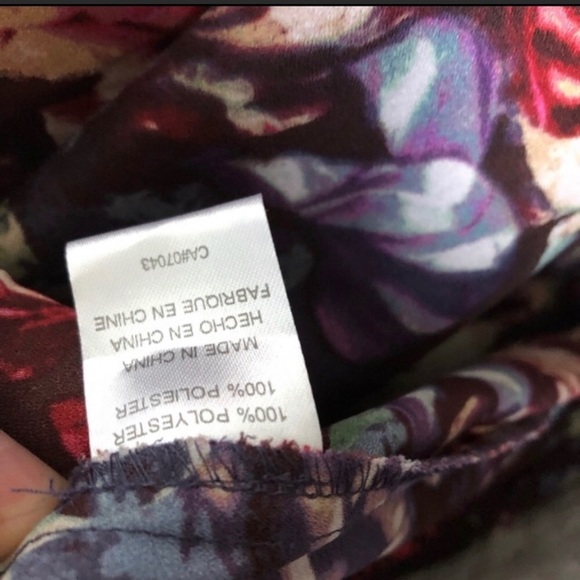 100% POLYESTER
100% POLIESTER
MADE IN CHINA
HECHO EN CHINA
FABRIQUE EN CHINE
CA#07043